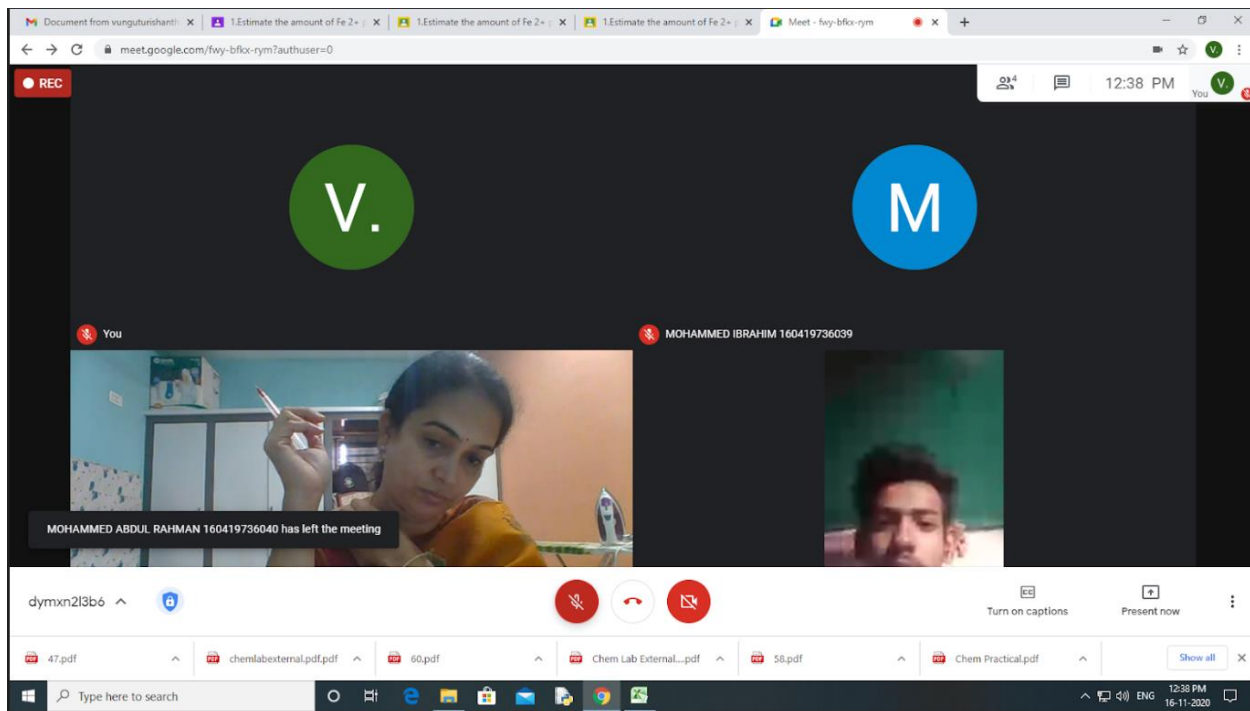 Document from vunguturishanth
1.Estimate the amount of Fe 2+ p
1.Estimate the amount of Fe 2+ p
1.Estimate the amount of Fe 2+ p
Meet - fwy-bfkx-rym
meet.google.com/fwy-bfkx-rym?authuser=0
V.
REC
4
12:38 PM
You
V.
V.
M
You
MOHAMMED IBRAHIM 160419736039
MOHAMMED ABDUL RAHMAN 160419736040 has left the meeting
dymxn2l3b6
Turn on captions
Present now
47.pdf
chemlabexternal.pdf.pdf
60.pdf
Chem Lab External....pdf
58.pdf
Chem Practical.pdf
Show all
Type here to search
ENG
12:38 PM
16-11-2020